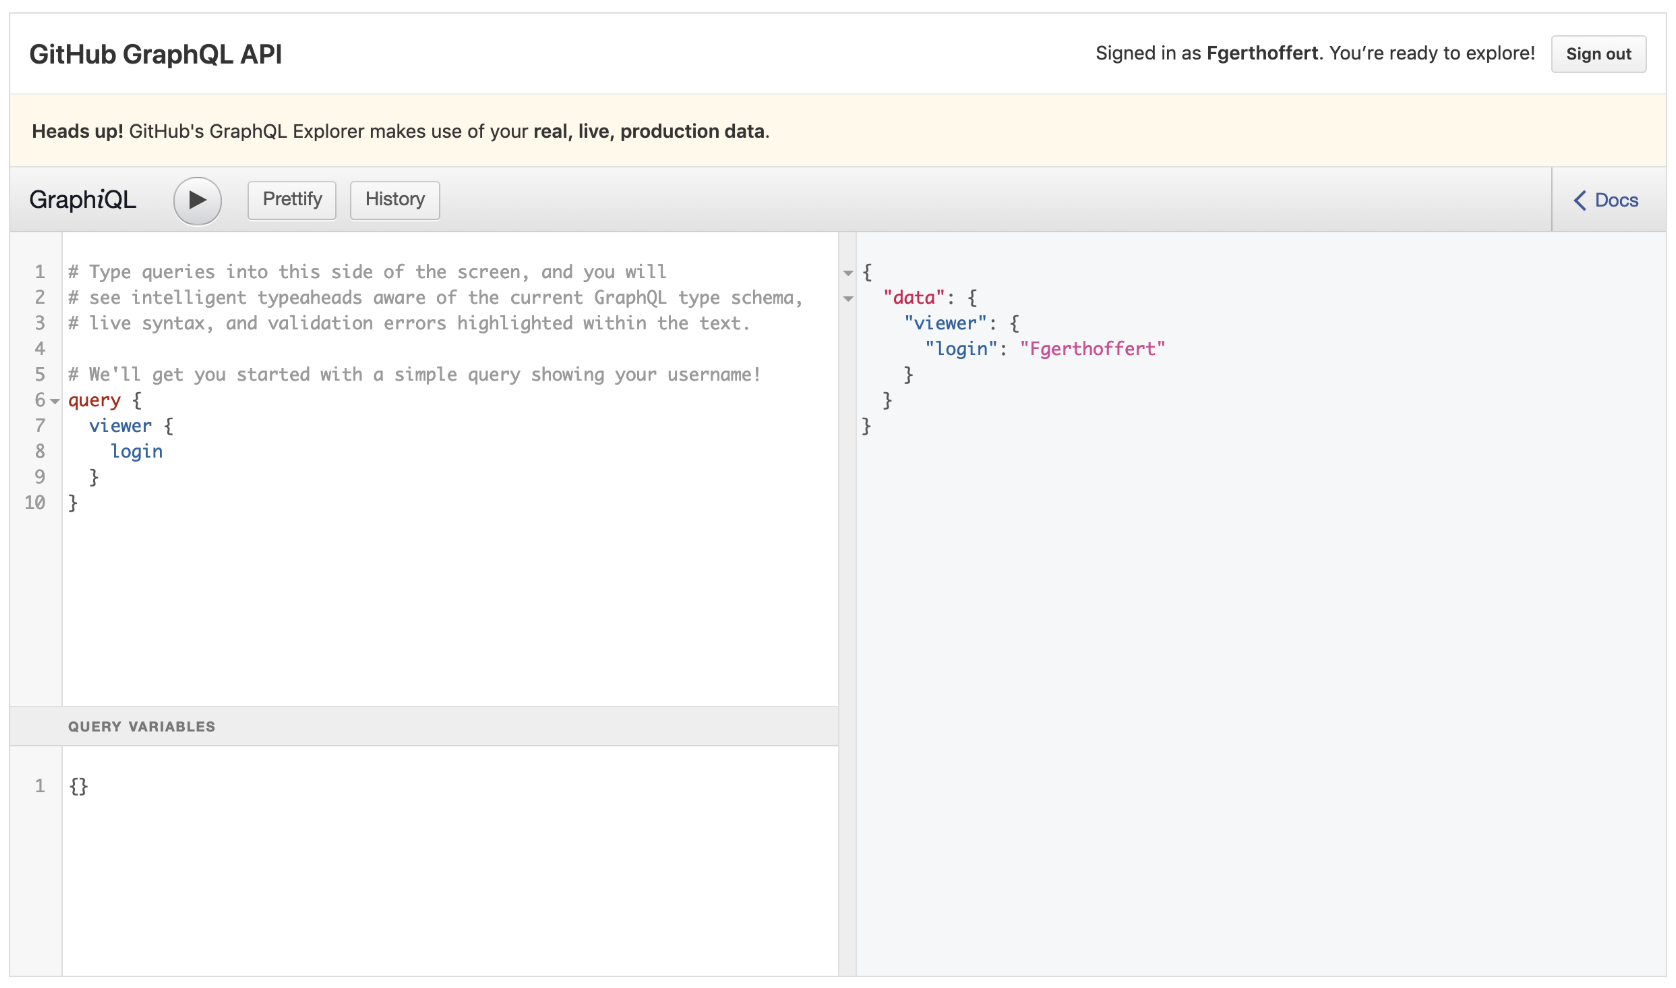 GitHub GraphQL API
Signed in as Fgerthoffert. You’re ready to explore!
Sign out
Heads up! GitHub's GraphQL Explorer makes use of your real, live, production data.
GraphiQL
Prettify
History
Docs
1 # Type queries into this side of the screen, and you will
2 # see intelligent typeaheads aware of the current GraphQL type schema,
3 # live syntax, and validation errors highlighted within the text.
4
5 # We'll get you started with a simple query showing your username!
6 query {
7   viewer {
8     login
9   }
10 }
QUERY VARIABLES
1 {}
{
  "data": {
    "viewer": {
      "login": "Fgerthoffert"
    }
  }
}